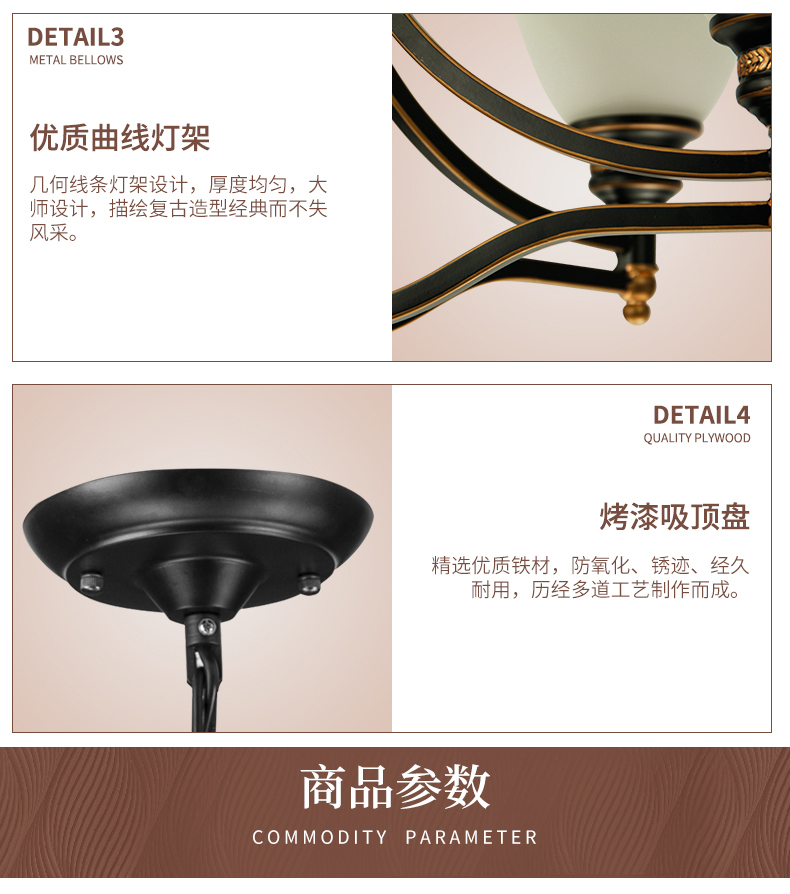 DETAIL3
METAL BELLOWS
优质曲线灯架
几何线条灯架设计，厚度均匀，大
师设计，描绘复古造型经典而不失
风采。
DETAIL4
QUALITY PLYWOOD
烤漆吸顶盘
精选优质铁材，防氧化、锈迹、经久
耐用，历经多道工艺制作而成。
商品参数
COMMODITY PARAMETER